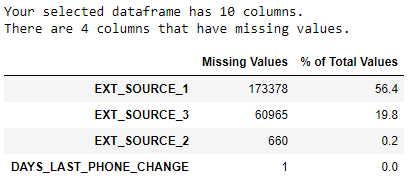 Your selected dataframe has 10 columns.
There are 4 columns that have missing values.
Missing Values % of Total Values
EXT_SOURCE_1 173378 56.4
EXT_SOURCE_3 60965 19.8
EXT_SOURCE_2 660 0.2
DAYS_LAST_PHONE_CHANGE 1 0.0